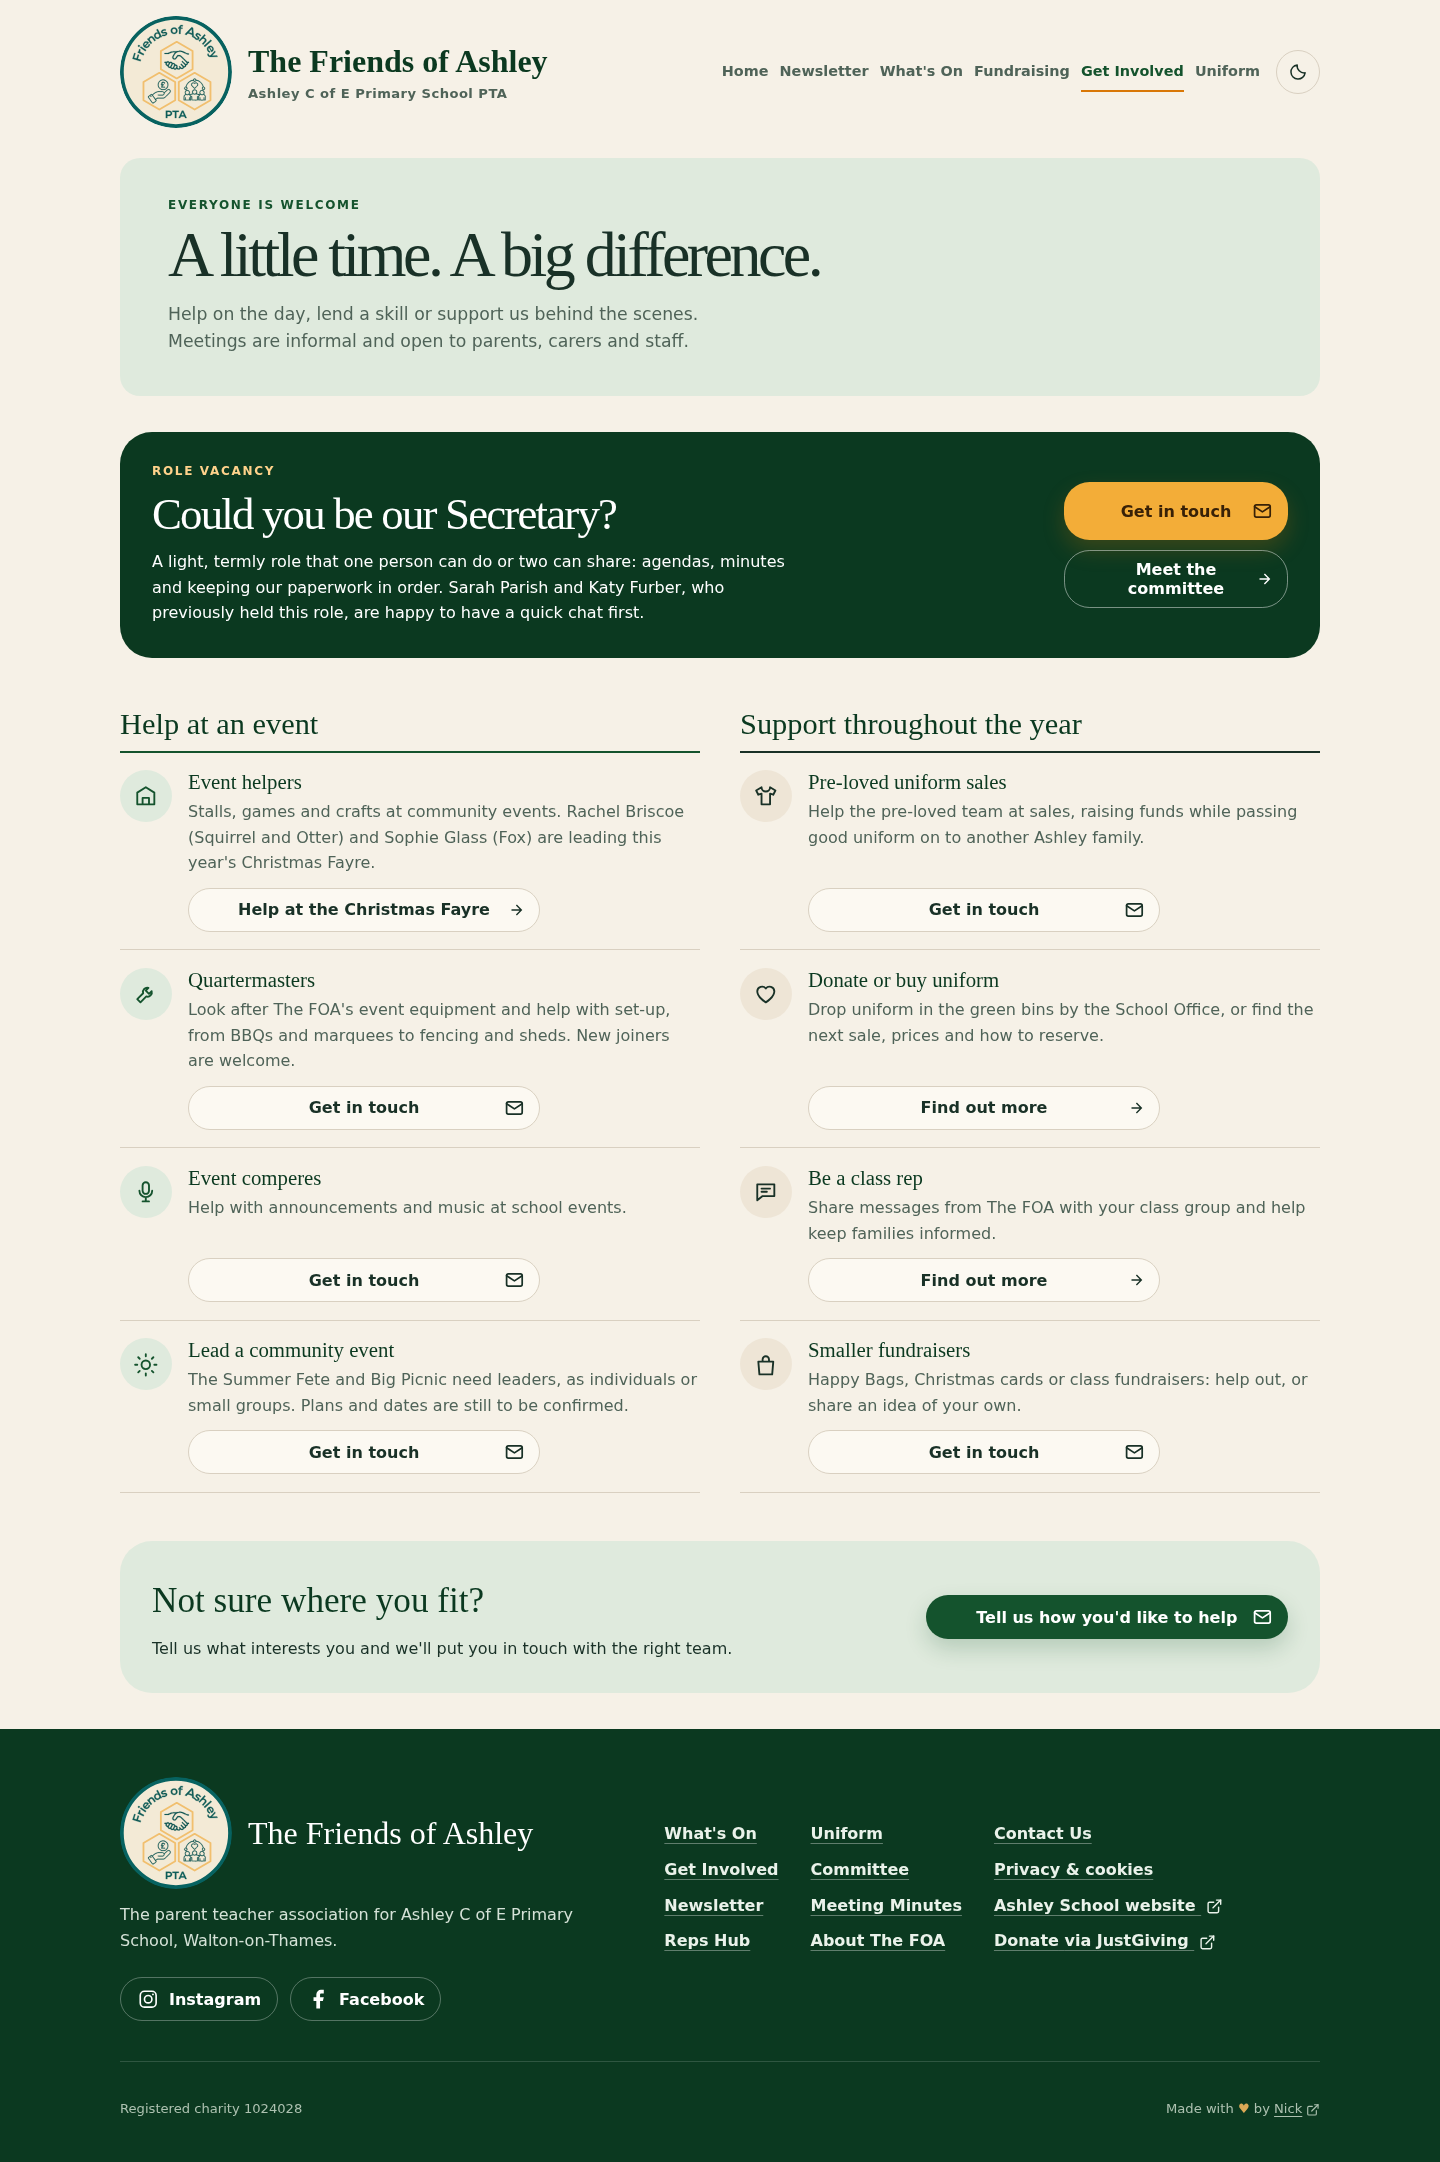 Friends of Ashley
£
PTA
The Friends of Ashley
Ashley C of E Primary School PTA
Home Newsletter What's On Fundraising Get Involved Uniform
EVERYONE IS WELCOME
A little time. A big difference.
Help on the day, lend a skill or support us behind the scenes.
Meetings are informal and open to parents, carers and staff.
ROLE VACANCY
Could you be our Secretary?
A light, termly role that one person can do or two can share: agendas, minutes
and keeping our paperwork in order. Sarah Parish and Katy Furber, who
previously held this role, are happy to have a quick chat first.
Get in touch
Meet the
committee
Help at an event
Event helpers
Stalls, games and crafts at community events. Rachel Briscoe
(Squirrel and Otter) and Sophie Glass (Fox) are leading this
year's Christmas Fayre.
Help at the Christmas Fayre
Quartermasters
Look after The FOA's event equipment and help with set-up,
from BBQs and marquees to fencing and sheds. New joiners
are welcome.
Get in touch
Event comperes
Help with announcements and music at school events.
Get in touch
Lead a community event
The Summer Fete and Big Picnic need leaders, as individuals or
small groups. Plans and dates are still to be confirmed.
Get in touch
Support throughout the year
Pre-loved uniform sales
Help the pre-loved team at sales, raising funds while passing
good uniform on to another Ashley family.
Get in touch
Donate or buy uniform
Drop uniform in the green bins by the School Office, or find the
next sale, prices and how to reserve.
Find out more
Be a class rep
Share messages from The FOA with your class group and help
keep families informed.
Find out more
Smaller fundraisers
Happy Bags, Christmas cards or class fundraisers: help out, or
share an idea of your own.
Get in touch
Not sure where you fit?
Tell us what interests you and we'll put you in touch with the right team.
Tell us how you'd like to help
Friends of Ashley
£
PTA
The Friends of Ashley
The parent teacher association for Ashley C of E Primary
School, Walton-on-Thames.
Instagram
Facebook
What's On
Get Involved
Newsletter
Reps Hub
Uniform
Committee
Meeting Minutes
About The FOA
Contact Us
Privacy & cookies
Ashley School website
Donate via JustGiving
Registered charity 1024028
Made with ♥ by Nick